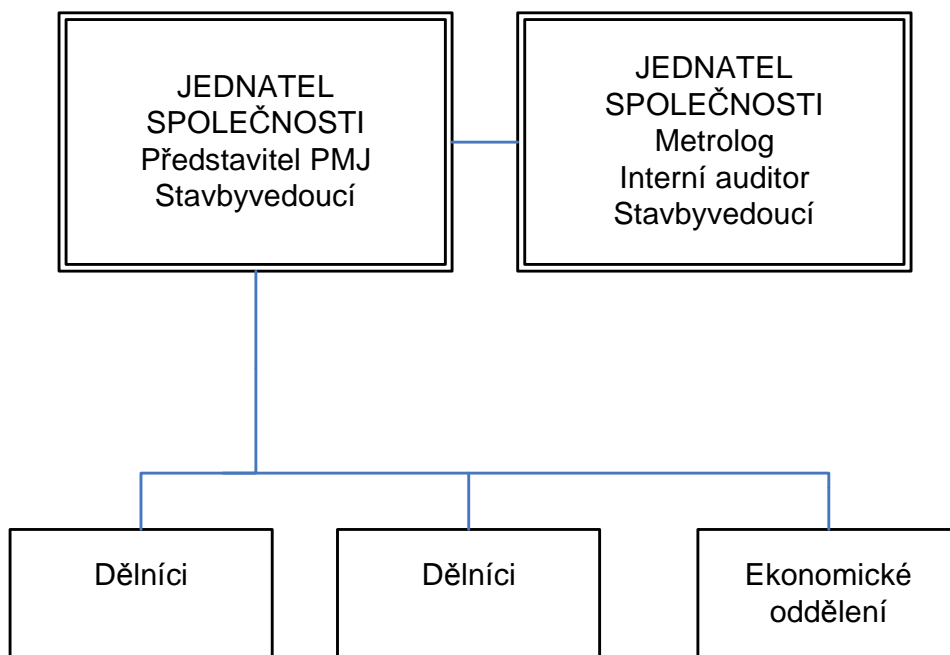 JEDNATEL
SPOLEČNOSTI
Představitel PMJ
Stavbyvedoucí
JEDNATEL
SPOLEČNOSTI
Metrolog
Interní auditor
Stavbyvedoucí
Dělníci
Dělníci
Ekonomické
oddělení